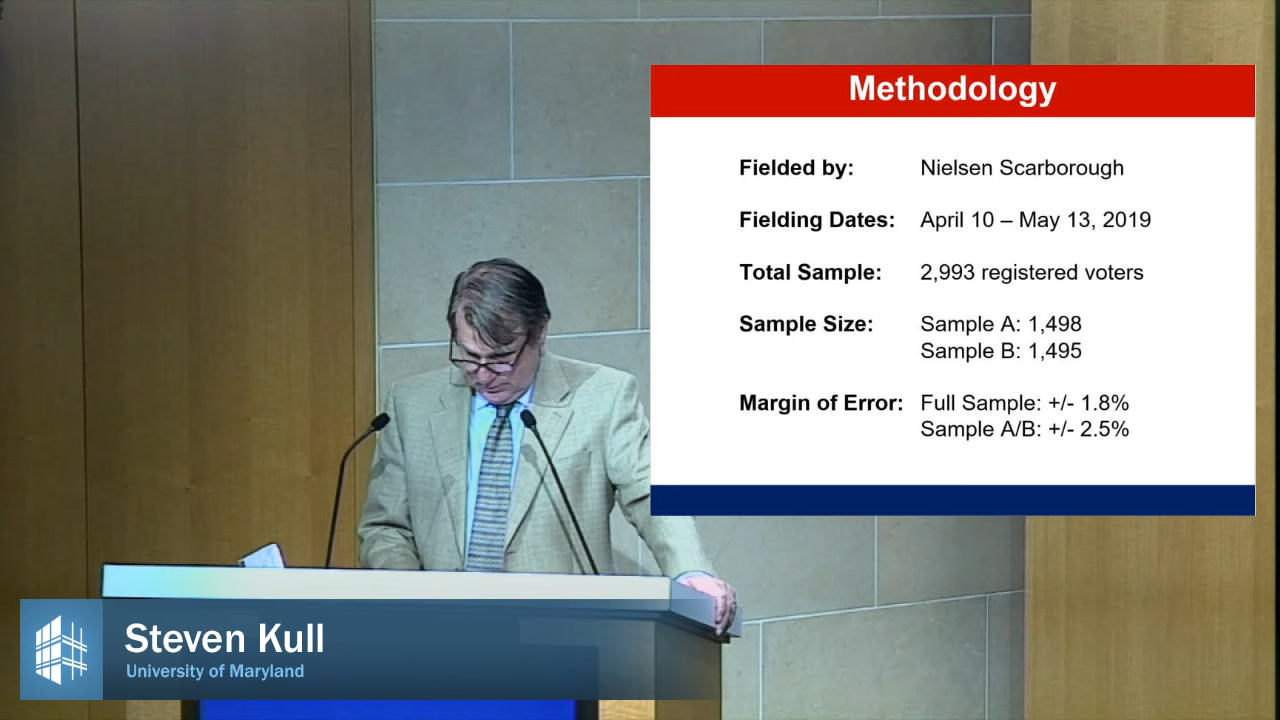 Methodology
Fielded by: Nielsen Scarborough
Fielding Dates: April 10 – May 13, 2019
Total Sample: 2,993 registered voters
Sample Size: Sample A: 1,498
Sample B: 1,495
Margin of Error: Full Sample: +/- 1.8%
Sample A/B: +/- 2.5%
Steven Kull
University of Maryland